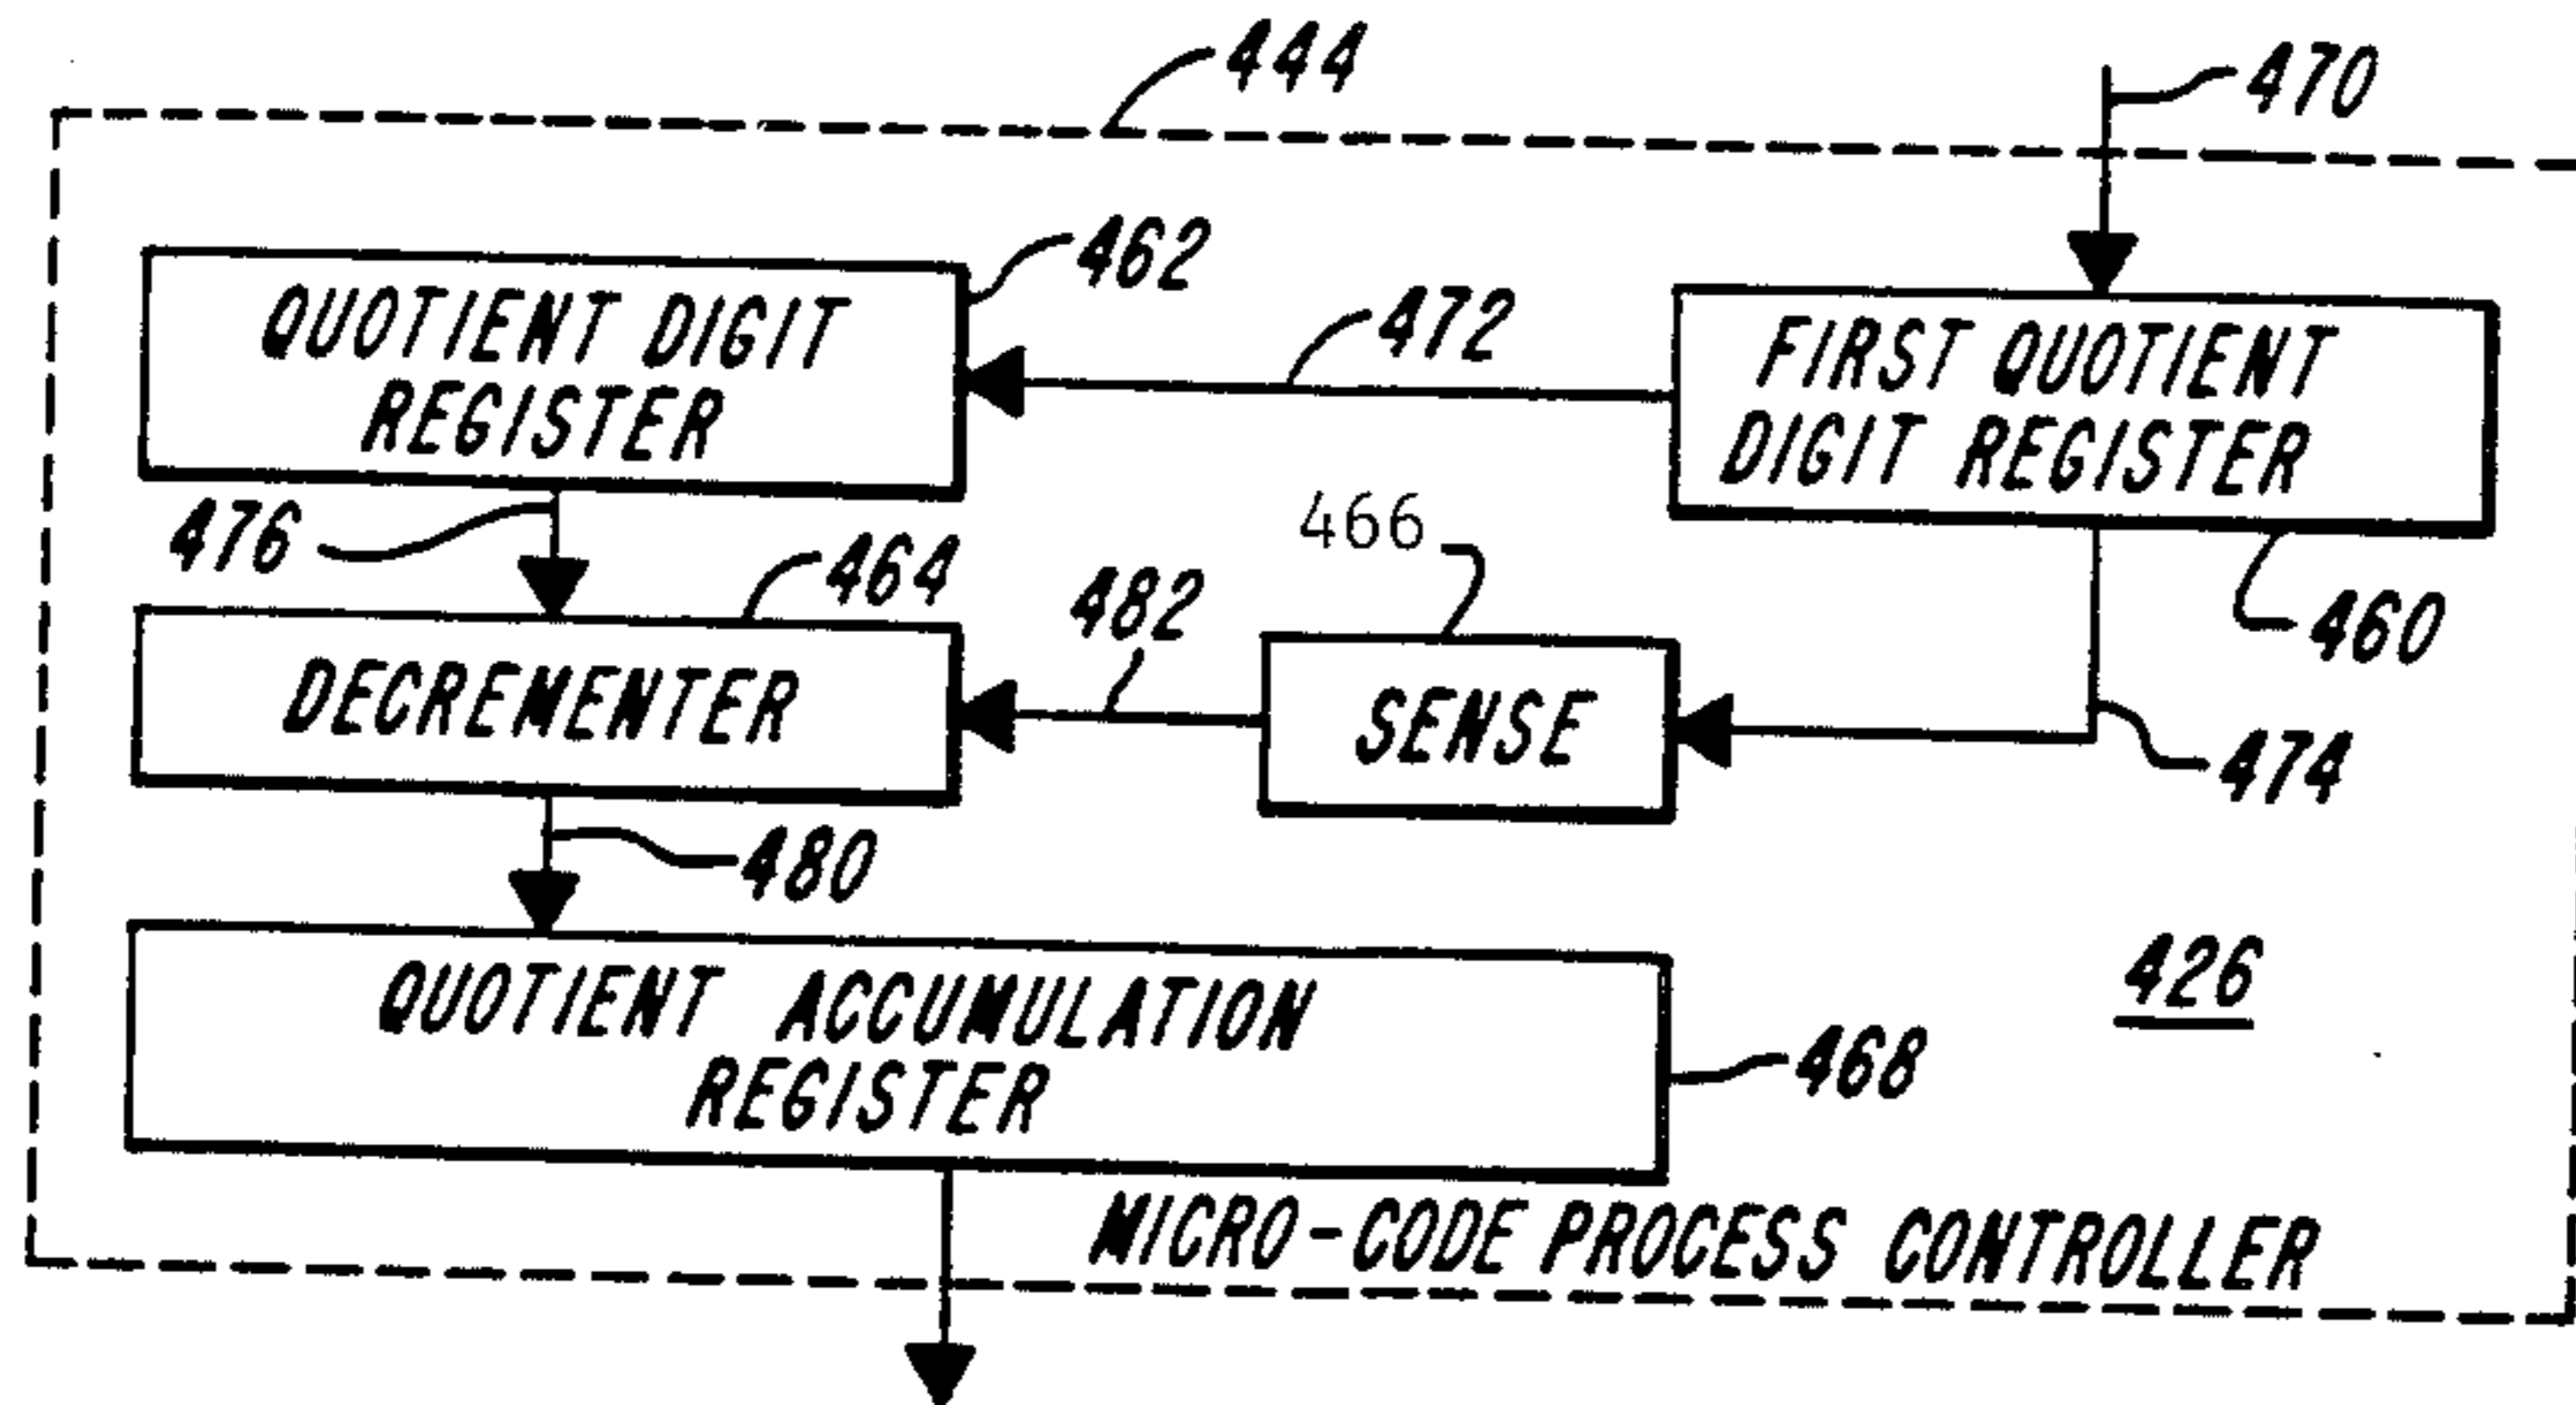 444
470
462
472
QUOTIENT DIGIT
REGISTER
FIRST QUOTIENT
DIGIT REGISTER
476
464
482
466
460
DECREMENTER
SENSE
474
480
QUOTIENT ACCUMULATION
REGISTER
426
468
MICRO-CODE PROCESS CONTROLLER